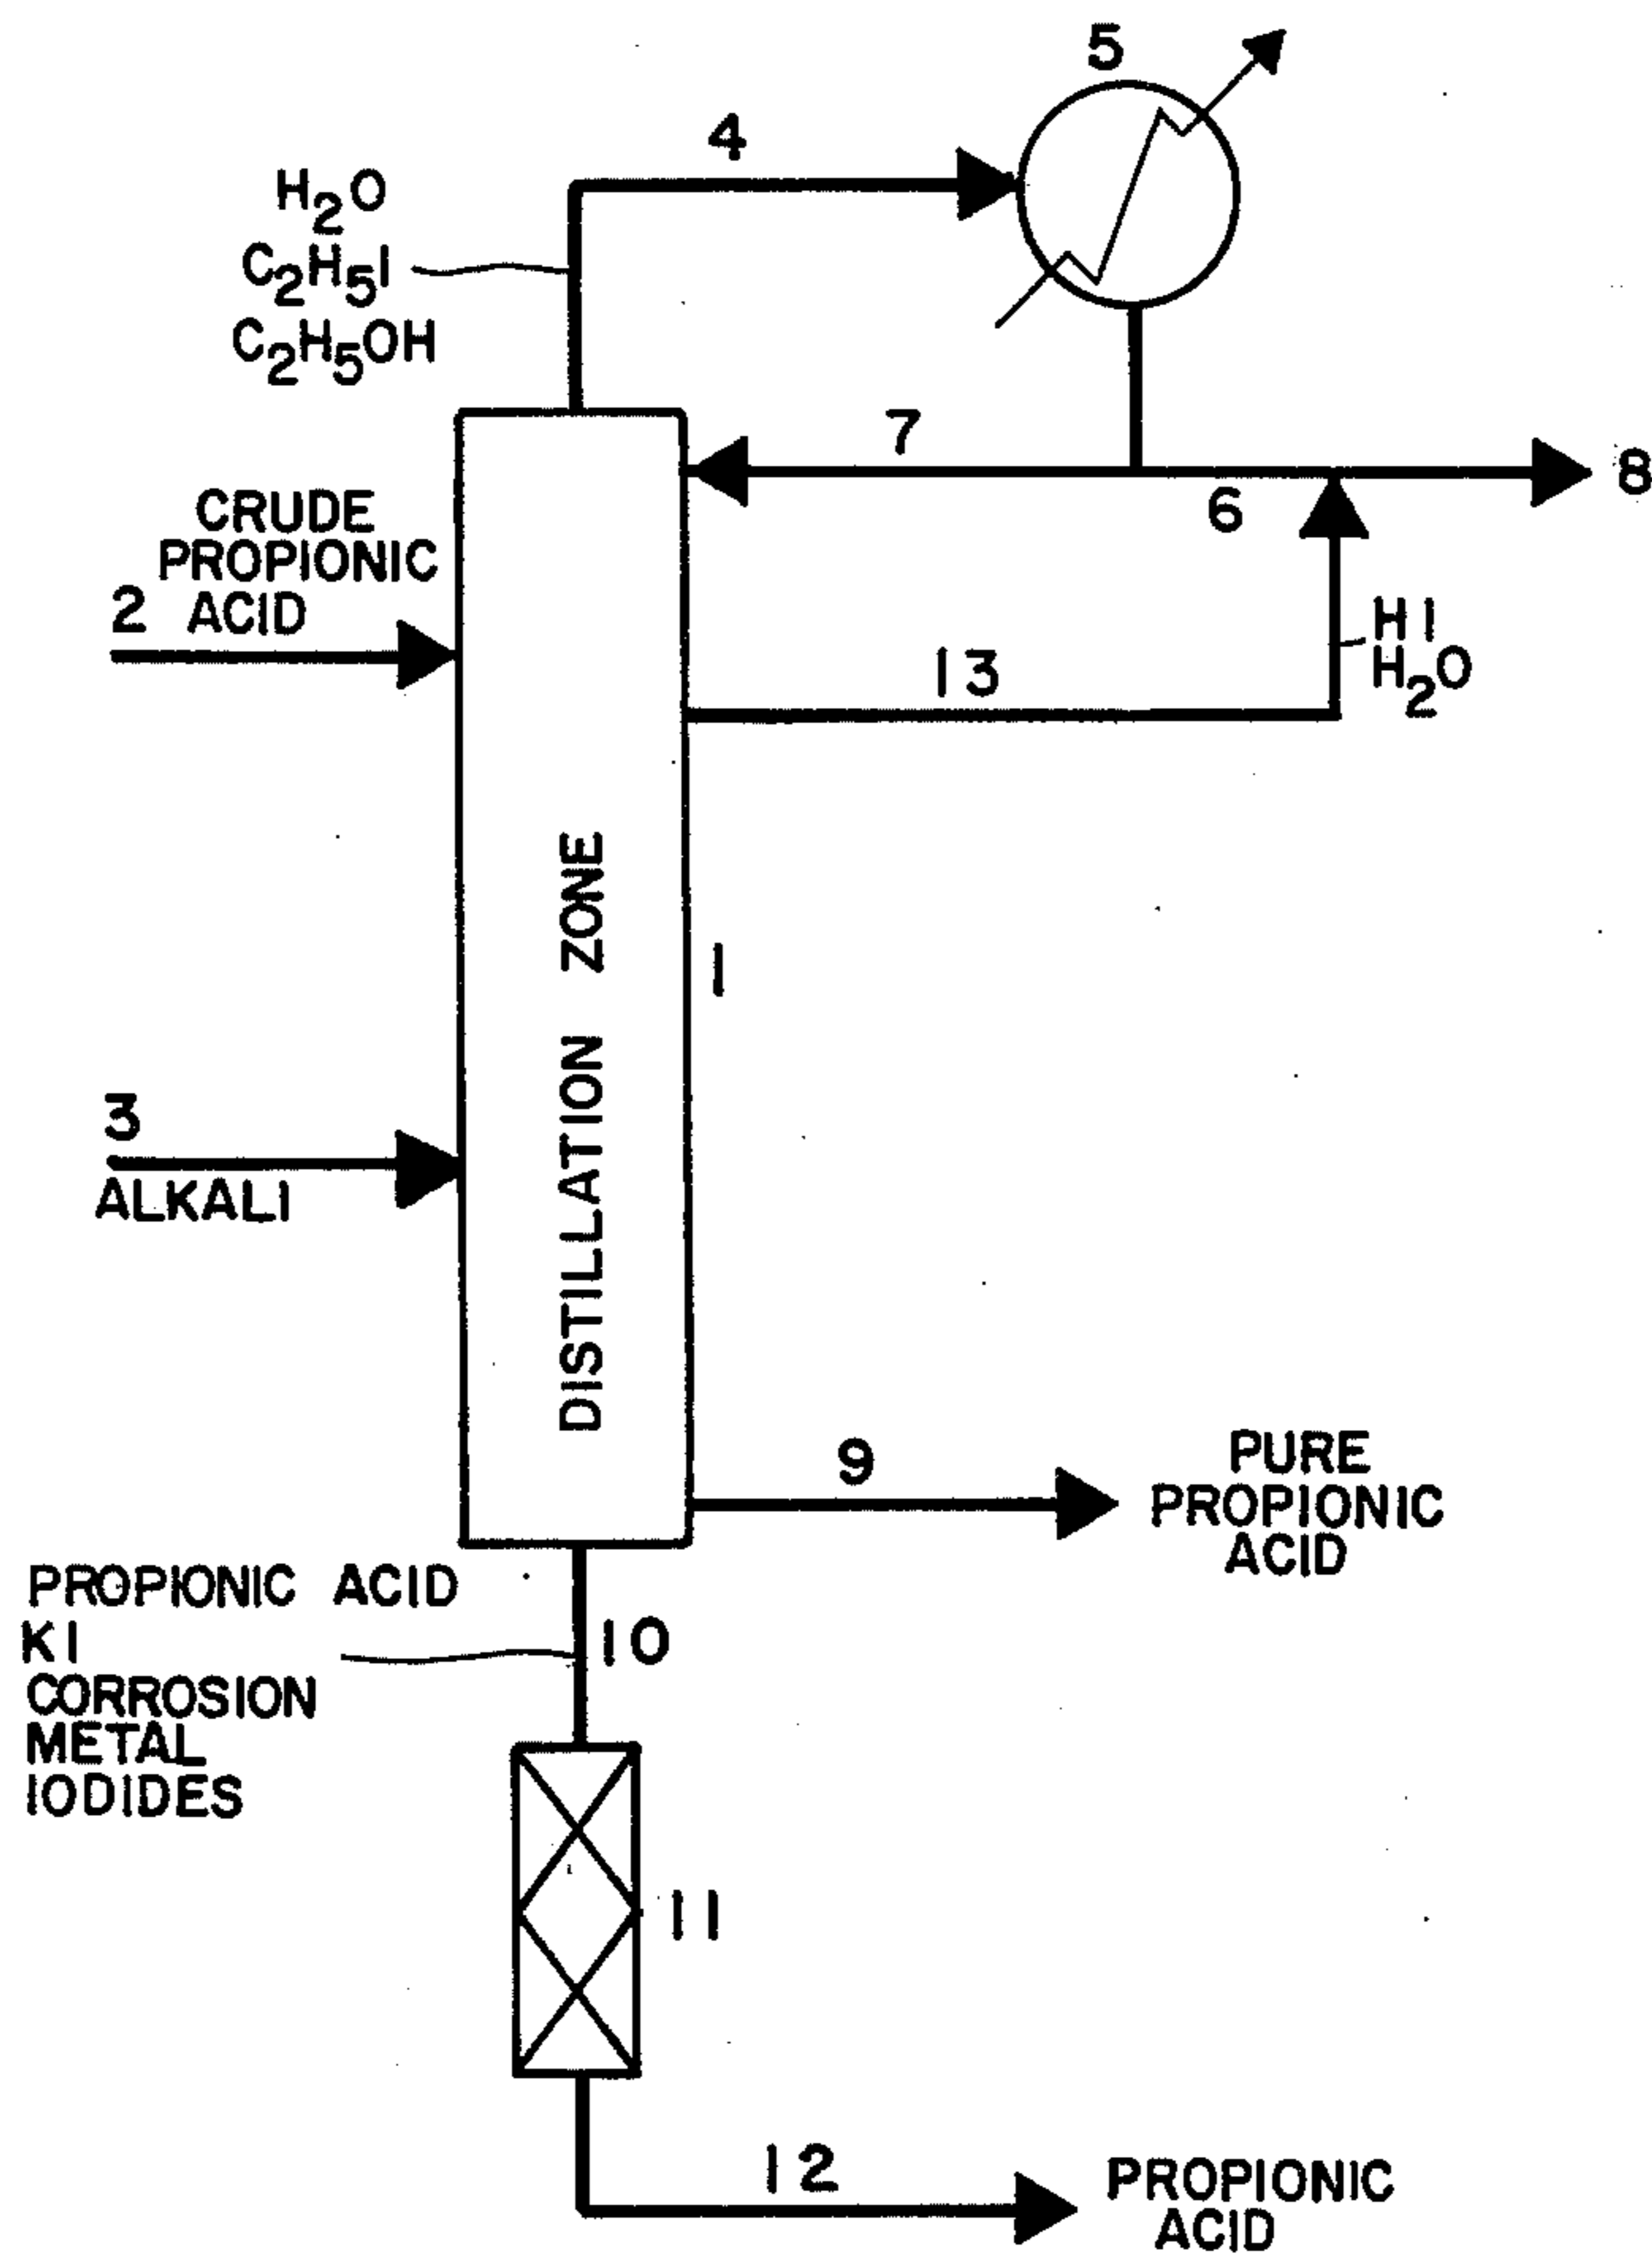 5
4
H2O
C2H5I
C2H5OH
7
8
6
CRUDE
PROPIONIC
2 ACID
HI
H2O
13
DISTILLATION ZONE
1
3
ALKALI
9
PURE
PROPIONIC
ACID
PROPIONIC ACID
KI
10
CORROSION
METAL
IODIDES
11
12
PROPIONIC
ACID